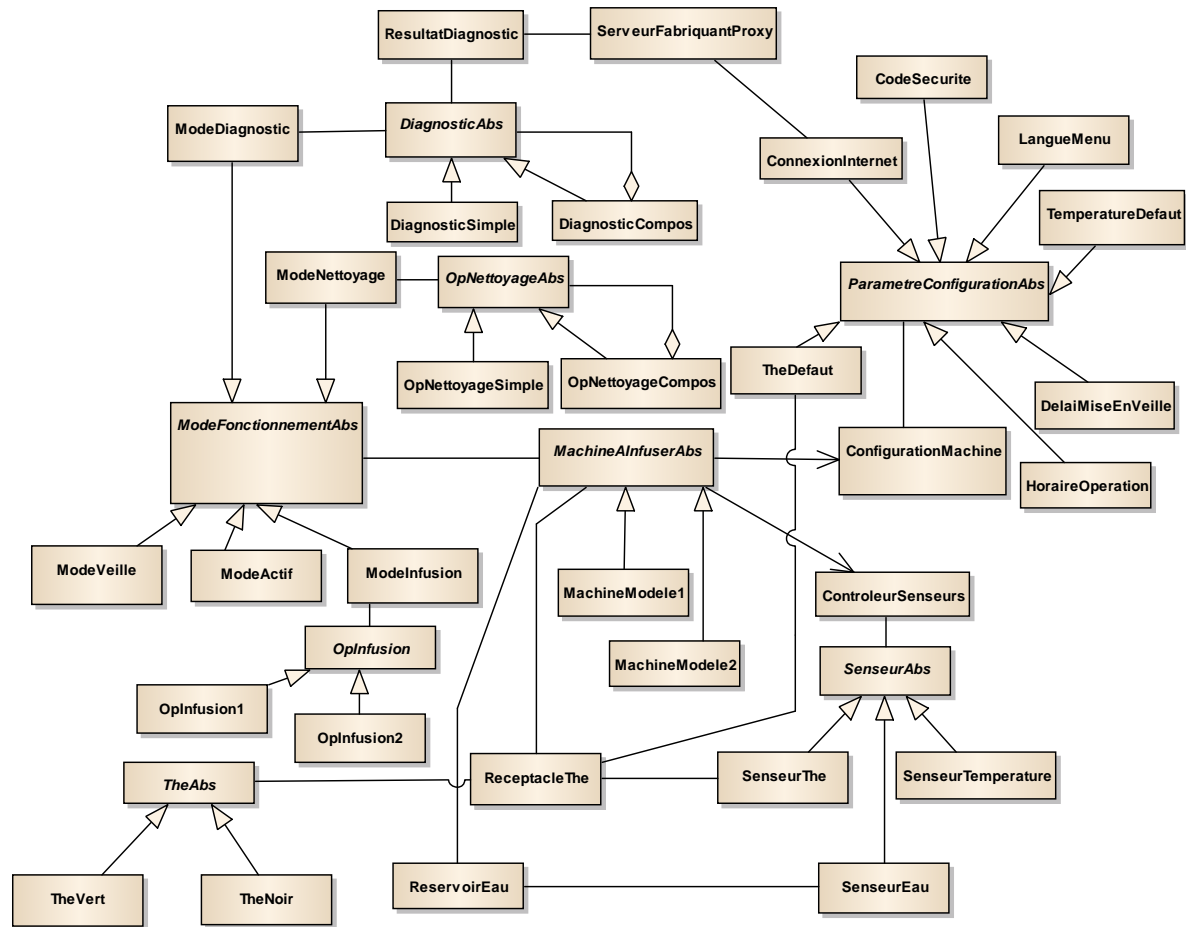 ResultatDiagnostic
ServeurFabriquantProxy
CodeSecurite
ModeDiagnostic
DiagnosticAbs
LangueMenu
ConnexionInternet
TemperatureDefaut
DiagnosticSimple
DiagnosticCompos
ModeNettoyage
OpNettoyageAbs
ParametreConfigurationAbs
OpNettoyageSimple
OpNettoyageCompos
TheDefaut
DelaiMiseEnVeille
ModeFonctionnementAbs
MachineAInfuserAbs
ConfigurationMachine
HoraireOperation
ModeVeille
ModeActif
ModeInfusion
MachineModele1
ControleurSenseurs
OpInfusion
MachineModele2
SenseurAbs
OpInfusion1
OpInfusion2
TheAbs
ReceptacleThe
SenseurThe
SenseurTemperature
TheVert
TheNoir
ReservoirEau
SenseurEau